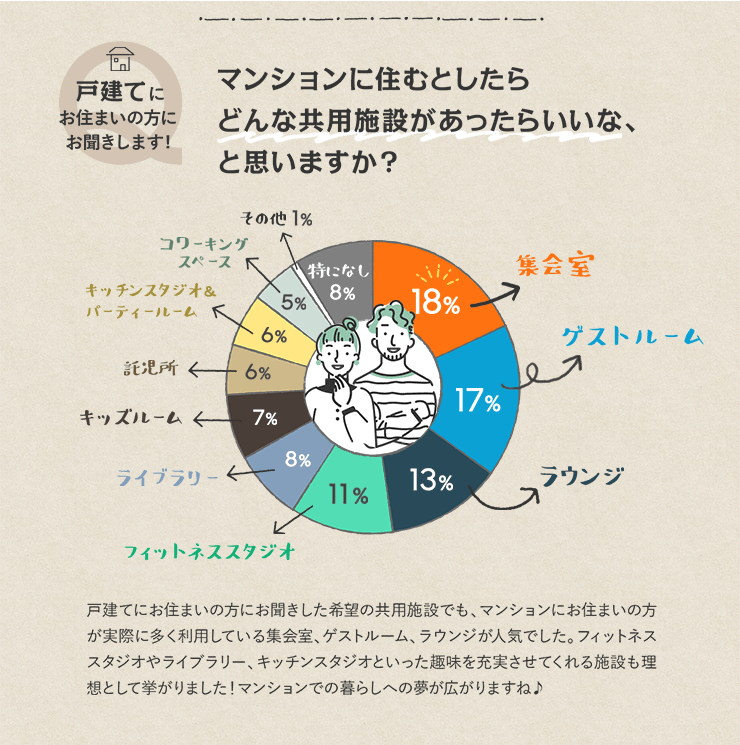 戸建てに
お住まいの方に
お聞きします!
マンションに住むとしたら
どんな共用施設があったらいいな、
と思いますか?
その他1%
コワーキング
スペース
5%
特になし
8%
18%
集会室
キッチンスタジオ&
パーティールーム
6%
ゲストルーム
17%
託児所
6%
キッズルーム
7%
ライブラリー
8%
13%
ラウンジ
11%
フィットネススタジオ
戸建てにお住まいの方にお聞きした希望の共用施設でも、マンションにお住まいの方
が実際に多く利用している集会室、ゲストルーム、ラウンジが人気でした。フィットネス
スタジオやライブラリー、キッチンスタジオといった趣味を充実させてくれる施設も理
想として挙がりました!マンションでの暮らしへの夢が広がりますね♪